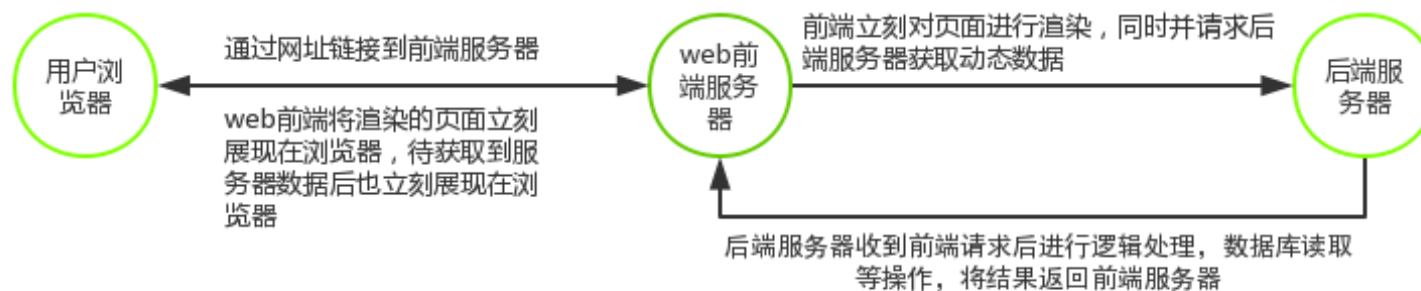 用户浏
览器
通过网址链接到前端服务器
web前端将渲染的页面立刻
展现在浏览器，待获取到服
务器数据后也立刻展现在浏
览器
web前
端服务
器
前端立刻对页面进行渲染，同时并请求后
端服务器获取动态数据
后端服
务器
后端服务器收到前端请求后进行逻辑处理，数据库读取
等操作，将结果返回前端服务器